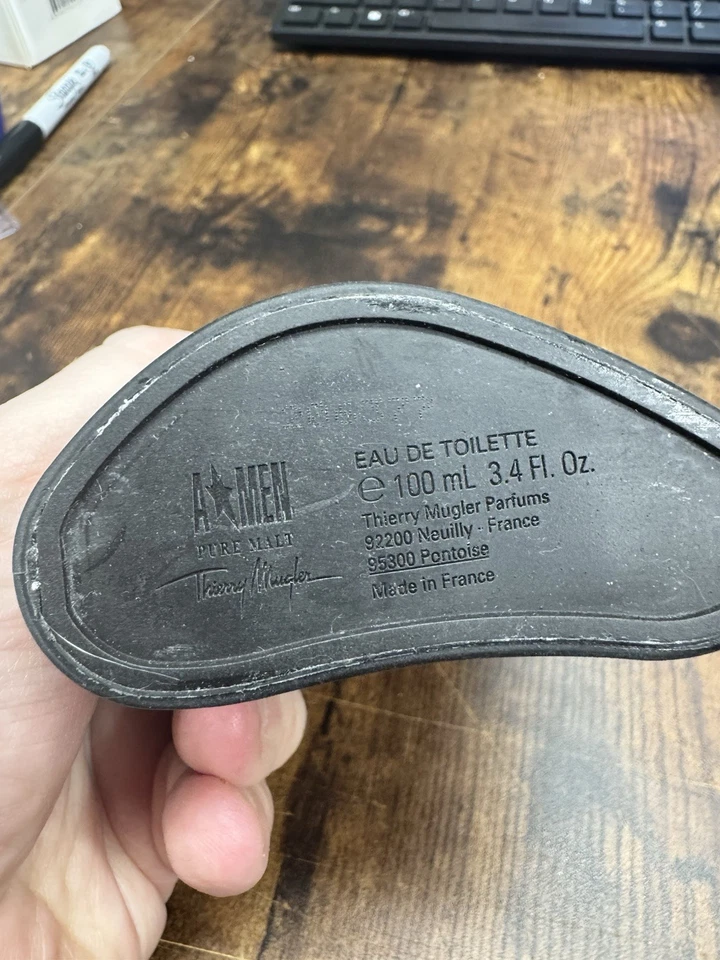 A★MEN
PURE MALT
Thierry Mugler
EAU DE TOILETTE
℮ 100 mL 3.4 Fl. Oz.
Thierry Mugler Parfums
92200 Neuilly - France
95300 Pontoise
Made in France